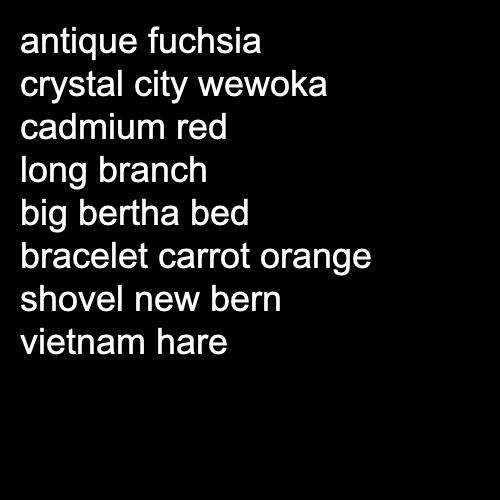 antique fuchsia
crystal city wewoka
cadmium red
long branch
big bertha bed
bracelet carrot orange
shovel new bern
vietnam hare